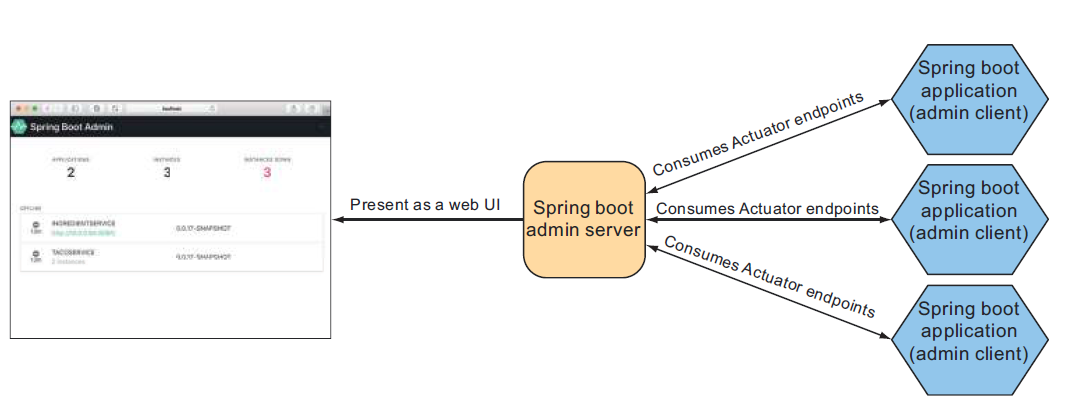 localhost
Spring Boot Admin
APPLICATIONS
INSTANCES
INSTANCES DOWN
2
3
3
OFFLINE
INGREDIENTSERVICE
0.0.17-SNAPSHOT
TACOSERVICE
2 instances
0.0.17-SNAPSHOT
Present as a web UI
Spring boot
admin server
Consumes Actuator endpoints
Consumes Actuator endpoints
Consumes Actuator endpoints
Spring boot
application
(admin client)
Spring boot
application
(admin client)
Spring boot
application
(admin client)